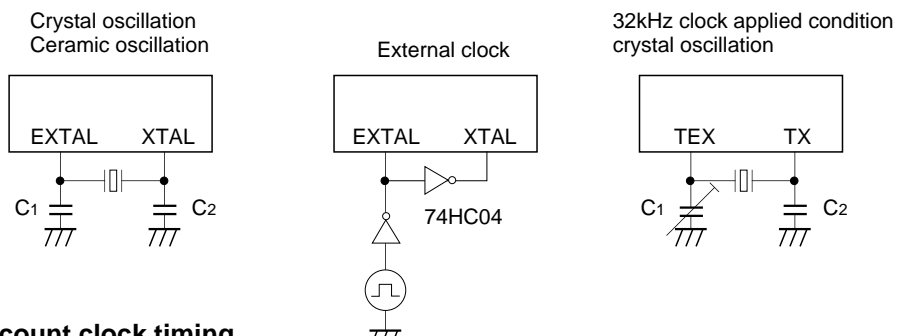 Crystal oscillation
Ceramic oscillation
EXTAL XTAL
C1 C2
External clock
EXTAL XTAL
74HC04
32kHz clock applied condition
crystal oscillation
TEX TX
C1 C2
count clock timing